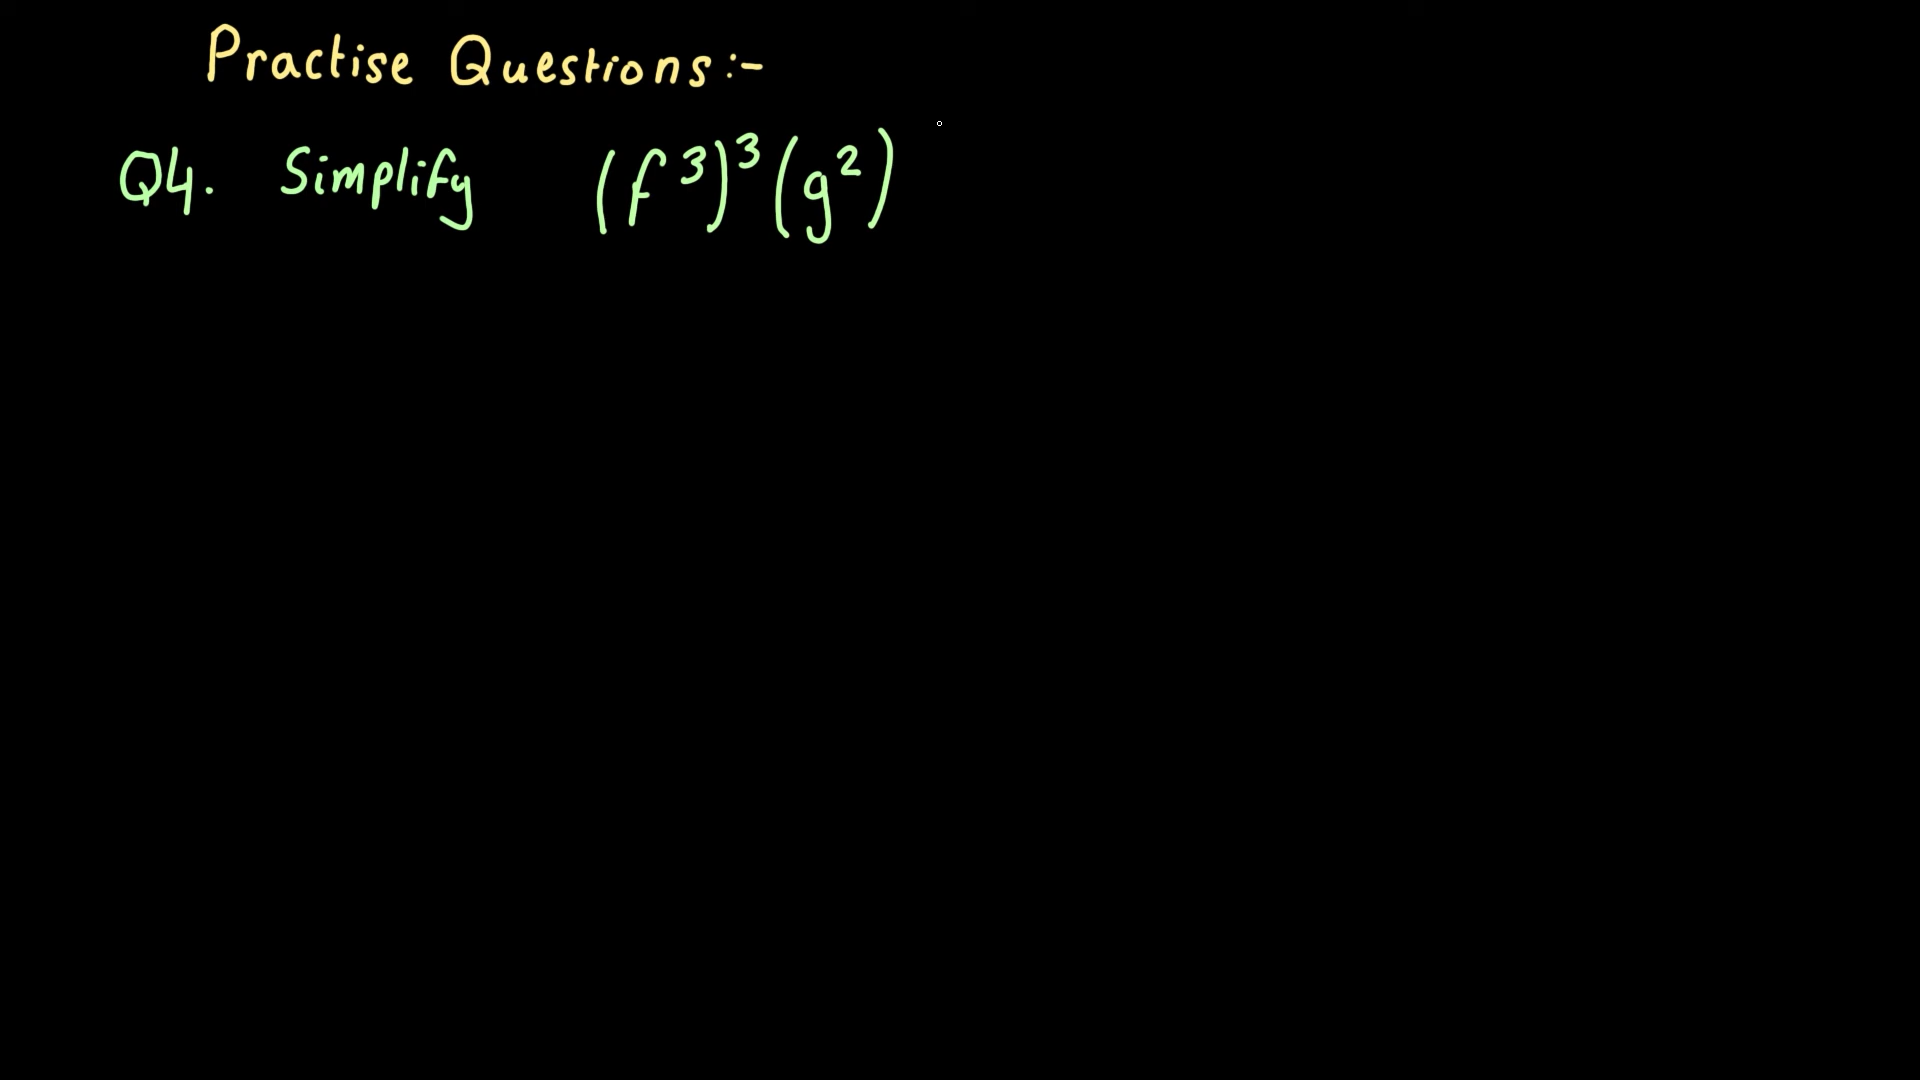 Practise Questions:-
Q4. Simplify (f³)³(g²)